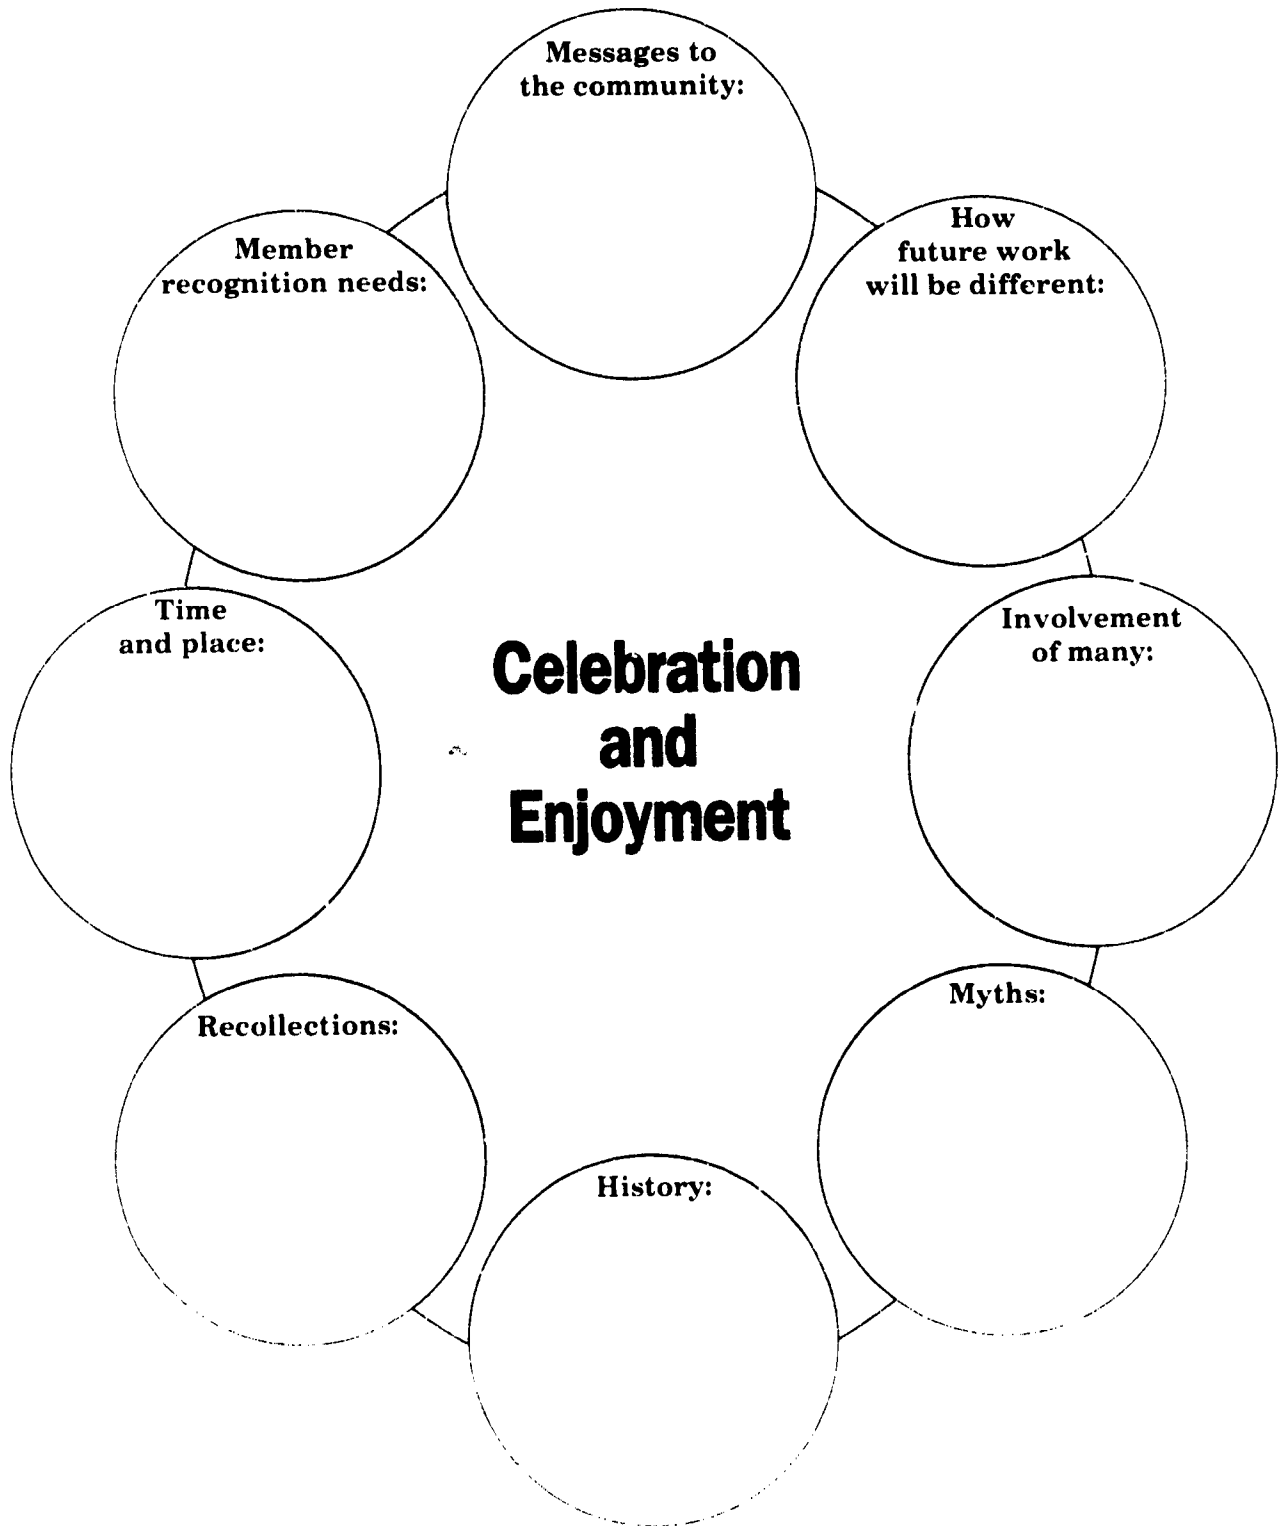 Messages to
the community:
How
future work
will be different:
Member
recognition needs:
Time
and place:
Involvement
of many:
Celebration
and
Enjoyment
Recollections:
Myths:
History: